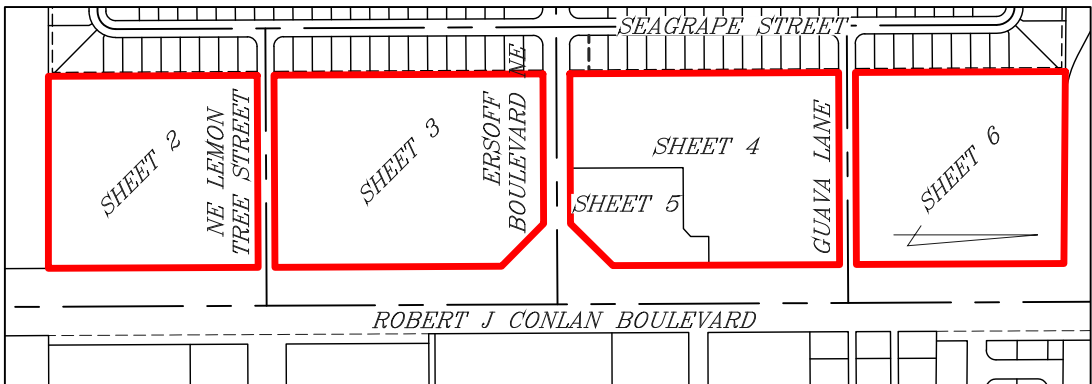 SEAGRAPE STREET
SHEET 2
NE LEMON
TREE STREET
SHEET 3
ERSOFF
BOULEVARD NE
SHEET 4
SHEET 5
GUAVA LANE
SHEET 6
ROBERT J CONLAN BOULEVARD